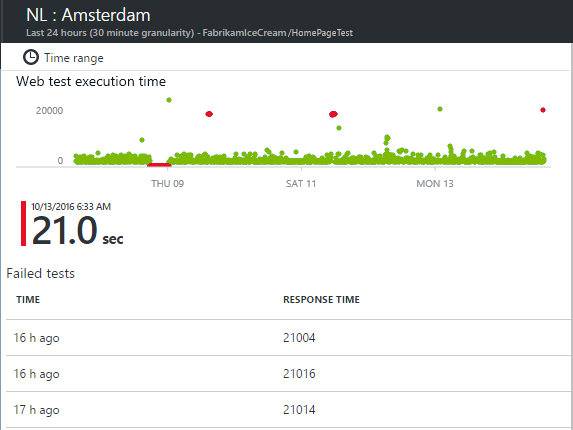 NL : Amsterdam
Last 24 hours (30 minute granularity) - FabrikamIceCream /HomePageTest
Time range
Web test execution time
20000
0
THU 09 SAT 11 MON 13
10/13/2016 6:33 AM
21.0 sec
Failed tests
TIME RESPONSE TIME
16 h ago 21004
16 h ago 21016
17 h ago 21014